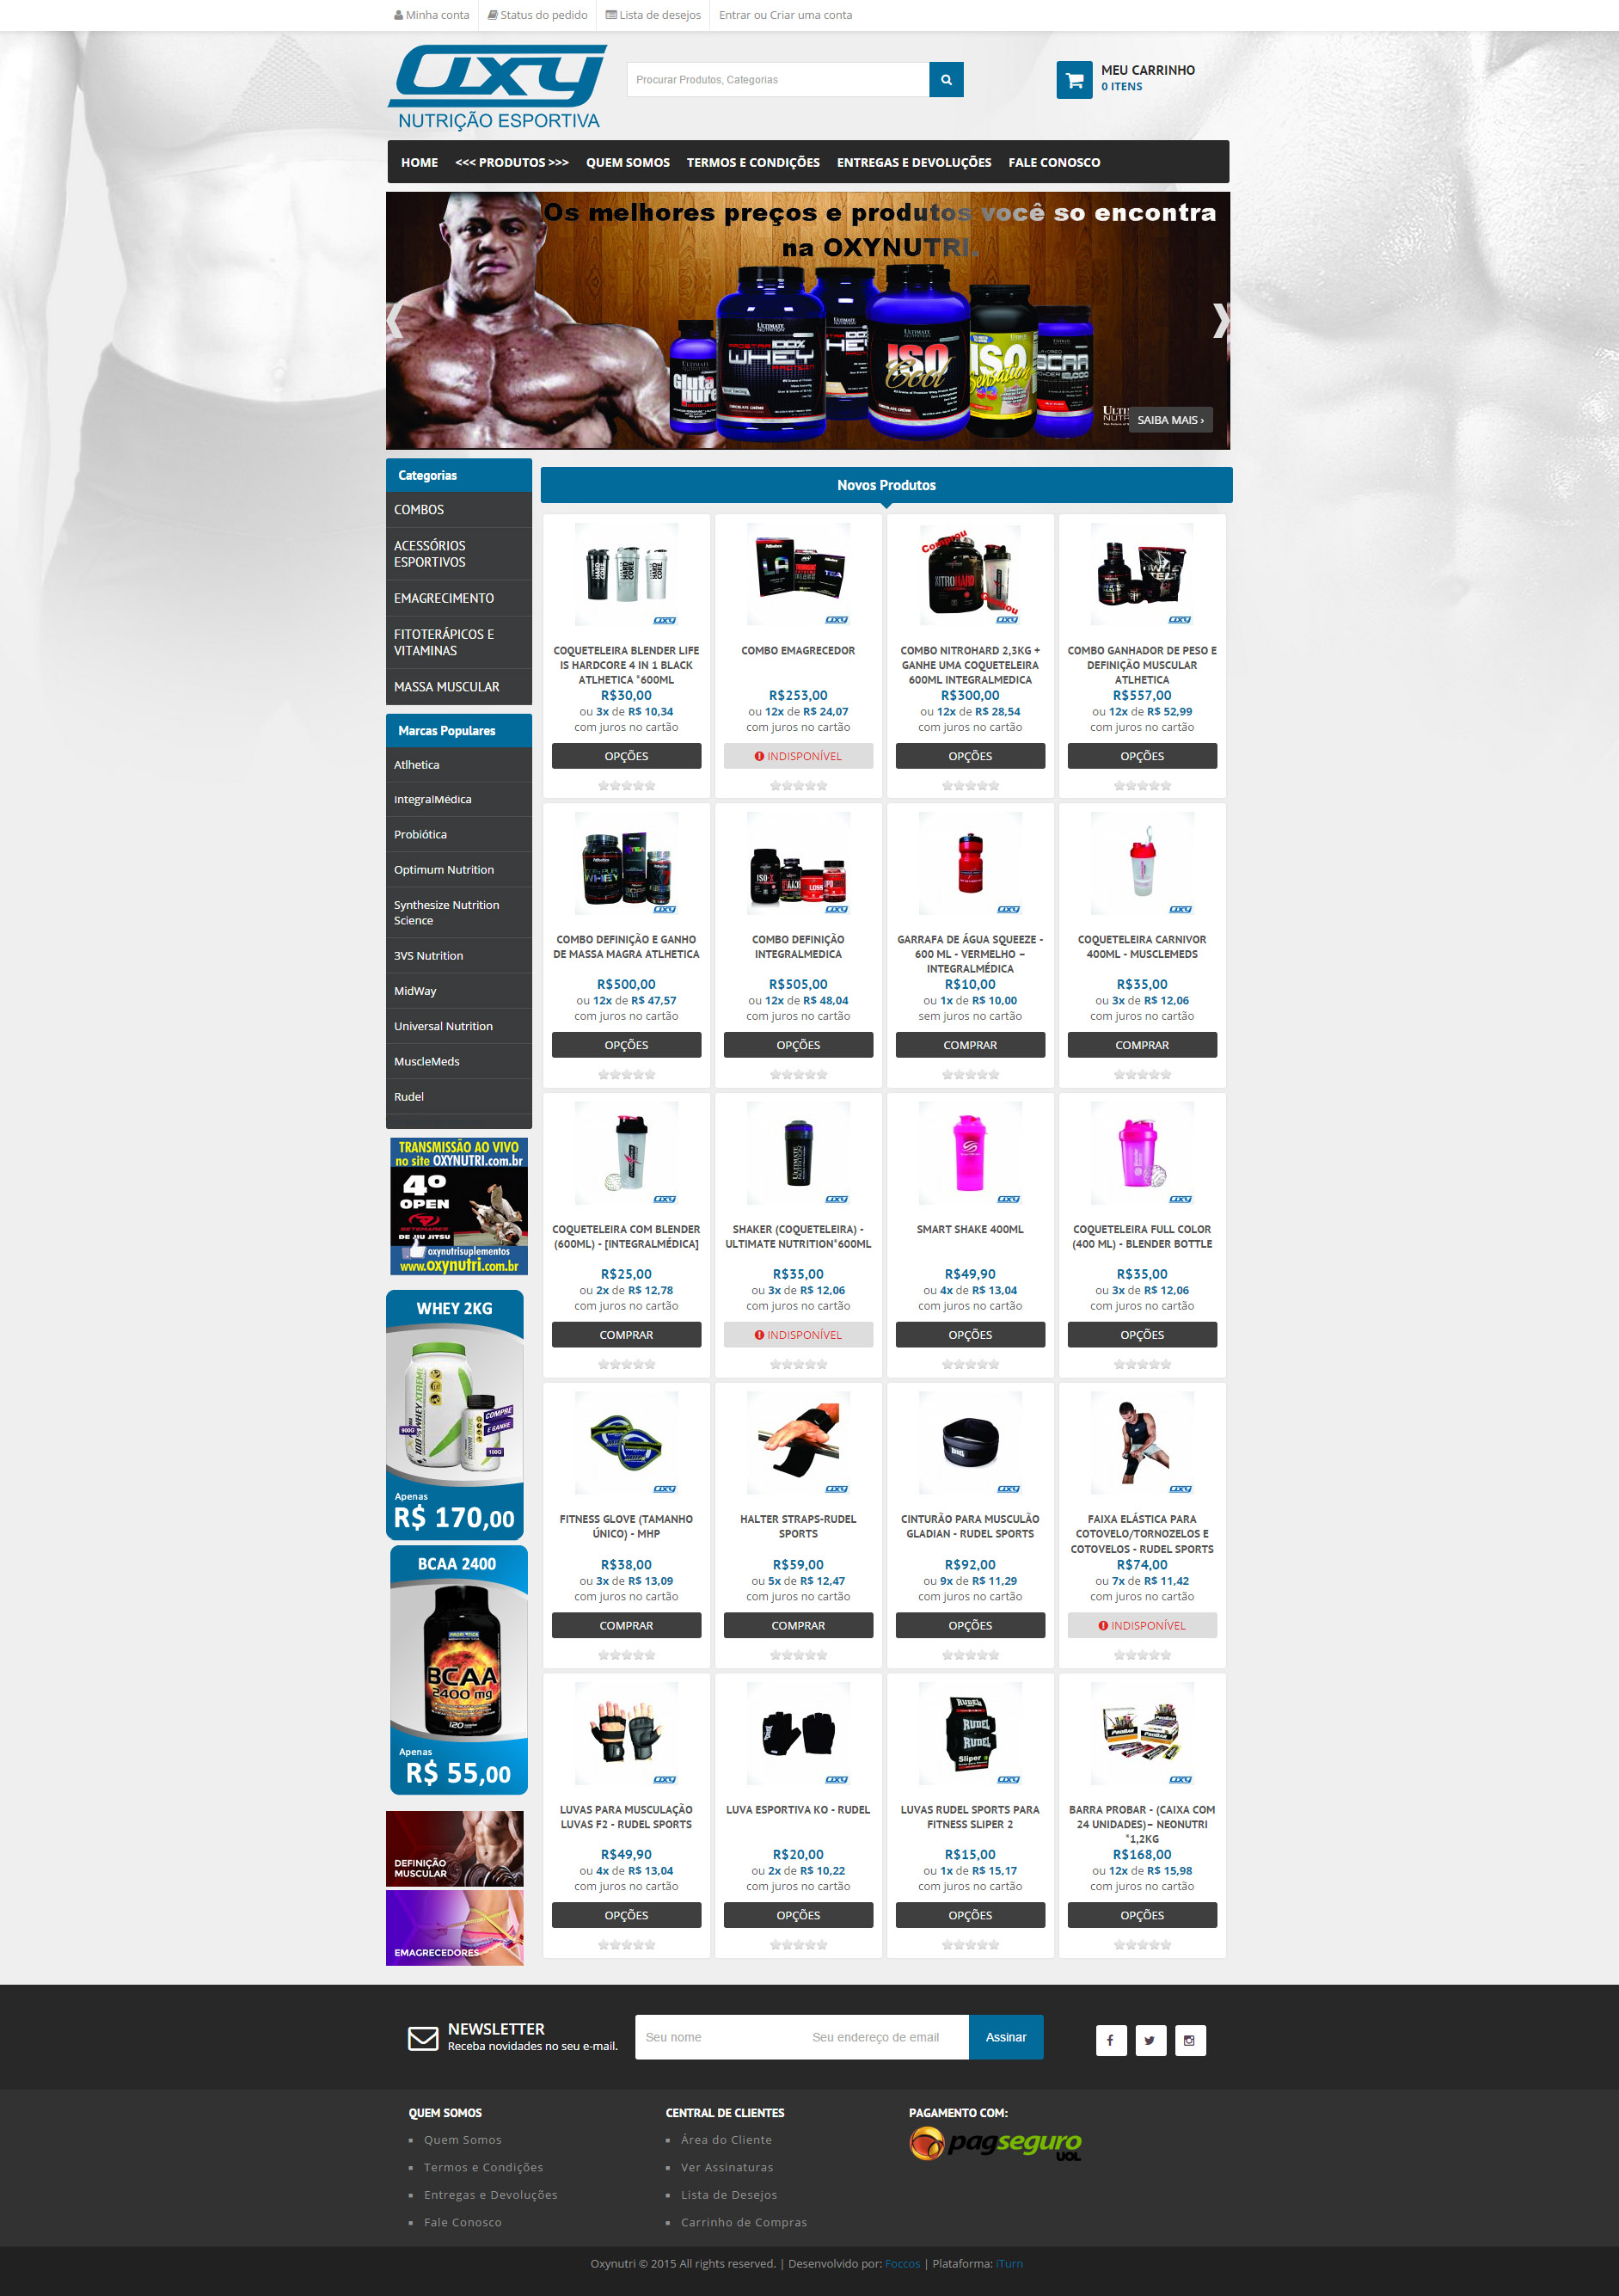 Minha conta
Status do pedido
Lista de desejos
Entrar ou Criar uma conta
OXY
NUTRIÇÃO ESPORTIVA
Procurar Produtos, Categorias
MEU CARRINHO
0 ITENS
HOME
<<< PRODUTOS >>>
QUEM SOMOS
TERMOS E CONDIÇÕES
ENTREGAS E DEVOLUÇÕES
FALE CONOSCO
Os melhores preços e produtos você so encontra
na OXYNUTRI.
SAIBA MAIS ›
Categorias
COMBOS
ACESSÓRIOS
ESPORTIVOS
EMAGRECIMENTO
FITOTERÁPICOS E
VITAMINAS
MASSA MUSCULAR
Marcas Populares
Atlhetica
IntegralMédica
Probiótica
Optimum Nutrition
Synthesize Nutrition
Science
3VS Nutrition
MidWay
Universal Nutrition
MuscleMeds
Rudel
TRANSMISSÃO AO VIVO
no site OXYNUTRI.com.br
4º
OPEN
DE JIU JITSU
oxynutrisuplementos
www.oxynutri.com.br
WHEY 2KG
900G
COMPRE
E GANHE
100G
Apenas
R$ 170,00
BCAA 2400
BCAA
2400 mg
120
Apenas
R$ 55,00
DEFINIÇÃO
MUSCULAR
EMAGRECEDORES
Novos Produtos
COQUETELEIRA BLENDER LIFE
IS HARDCORE 4 IN 1 BLACK
ATLHETICA *600ML
R$30,00
ou 3x de R$ 10,34
com juros no cartão
OPÇÕES
COMBO EMAGRECEDOR
R$253,00
ou 12x de R$ 24,07
com juros no cartão
INDISPONÍVEL
Comprou
NITROHARD
Ganhou
COMBO NITROHARD 2,3KG +
GANHE UMA COQUETELEIRA
600ML INTEGRALMEDICA
R$300,00
ou 12x de R$ 28,54
com juros no cartão
OPÇÕES
COMBO GANHADOR DE PESO E
DEFINIÇÃO MUSCULAR
ATLHETICA
R$557,00
ou 12x de R$ 52,99
com juros no cartão
OPÇÕES
COMBO DEFINIÇÃO E GANHO
DE MASSA MAGRA ATLHETICA
R$500,00
ou 12x de R$ 47,57
com juros no cartão
OPÇÕES
COMBO DEFINIÇÃO
INTEGRALMEDICA
R$505,00
ou 12x de R$ 48,04
com juros no cartão
OPÇÕES
GARRAFA DE ÁGUA SQUEEZE -
600 ML - VERMELHO –
INTEGRALMÉDICA
R$10,00
ou 1x de R$ 10,00
sem juros no cartão
COMPRAR
COQUETELEIRA CARNIVOR
400ML - MUSCLEMEDS
R$35,00
ou 3x de R$ 12,06
com juros no cartão
COMPRAR
COQUETELEIRA COM BLENDER
(600ML) - [INTEGRALMÉDICA]
R$25,00
ou 2x de R$ 12,78
com juros no cartão
COMPRAR
SHAKER (COQUETELEIRA) -
ULTIMATE NUTRITION*600ML
R$35,00
ou 3x de R$ 12,06
com juros no cartão
INDISPONÍVEL
SMART SHAKE 400ML
R$49,90
ou 4x de R$ 13,04
com juros no cartão
OPÇÕES
COQUETELEIRA FULL COLOR
(400 ML) - BLENDER BOTTLE
R$35,00
ou 3x de R$ 12,06
com juros no cartão
OPÇÕES
FITNESS GLOVE (TAMANHO
ÚNICO) - MHP
R$38,00
ou 3x de R$ 13,09
com juros no cartão
COMPRAR
HALTER STRAPS-RUDEL
SPORTS
R$59,00
ou 5x de R$ 12,47
com juros no cartão
COMPRAR
CINTURÃO PARA MUSCULÃO
GLADIAN - RUDEL SPORTS
R$92,00
ou 9x de R$ 11,29
com juros no cartão
OPÇÕES
FAIXA ELÁSTICA PARA
COTOVELO/TORNOZELOS E
COTOVELOS - RUDEL SPORTS
R$74,00
ou 7x de R$ 11,42
com juros no cartão
INDISPONÍVEL
LUVAS PARA MUSCULAÇÃO
LUVAS F2 - RUDEL SPORTS
R$49,90
ou 4x de R$ 13,04
com juros no cartão
OPÇÕES
LUVA ESPORTIVA KO - RUDEL
R$20,00
ou 2x de R$ 10,22
com juros no cartão
OPÇÕES
LUVAS RUDEL SPORTS PARA
FITNESS SLIPER 2
R$15,00
ou 1x de R$ 15,17
com juros no cartão
OPÇÕES
BARRA PROBAR - (CAIXA COM
24 UNIDADES)– NEONUTRI
*1,2KG
R$168,00
ou 12x de R$ 15,98
com juros no cartão
OPÇÕES
NEWSLETTER
Receba novidades no seu e-mail.
Seu nome
Seu endereço de email
Assinar
QUEM SOMOS
Quem Somos
Termos e Condições
Entregas e Devoluções
Fale Conosco
CENTRAL DE CLIENTES
Área do Cliente
Ver Assinaturas
Lista de Desejos
Carrinho de Compras
PAGAMENTO COM:
pagseguro
UOL
Oxynutri © 2015 All rights reserved. | Desenvolvido por: Foccos | Plataforma: iTurn